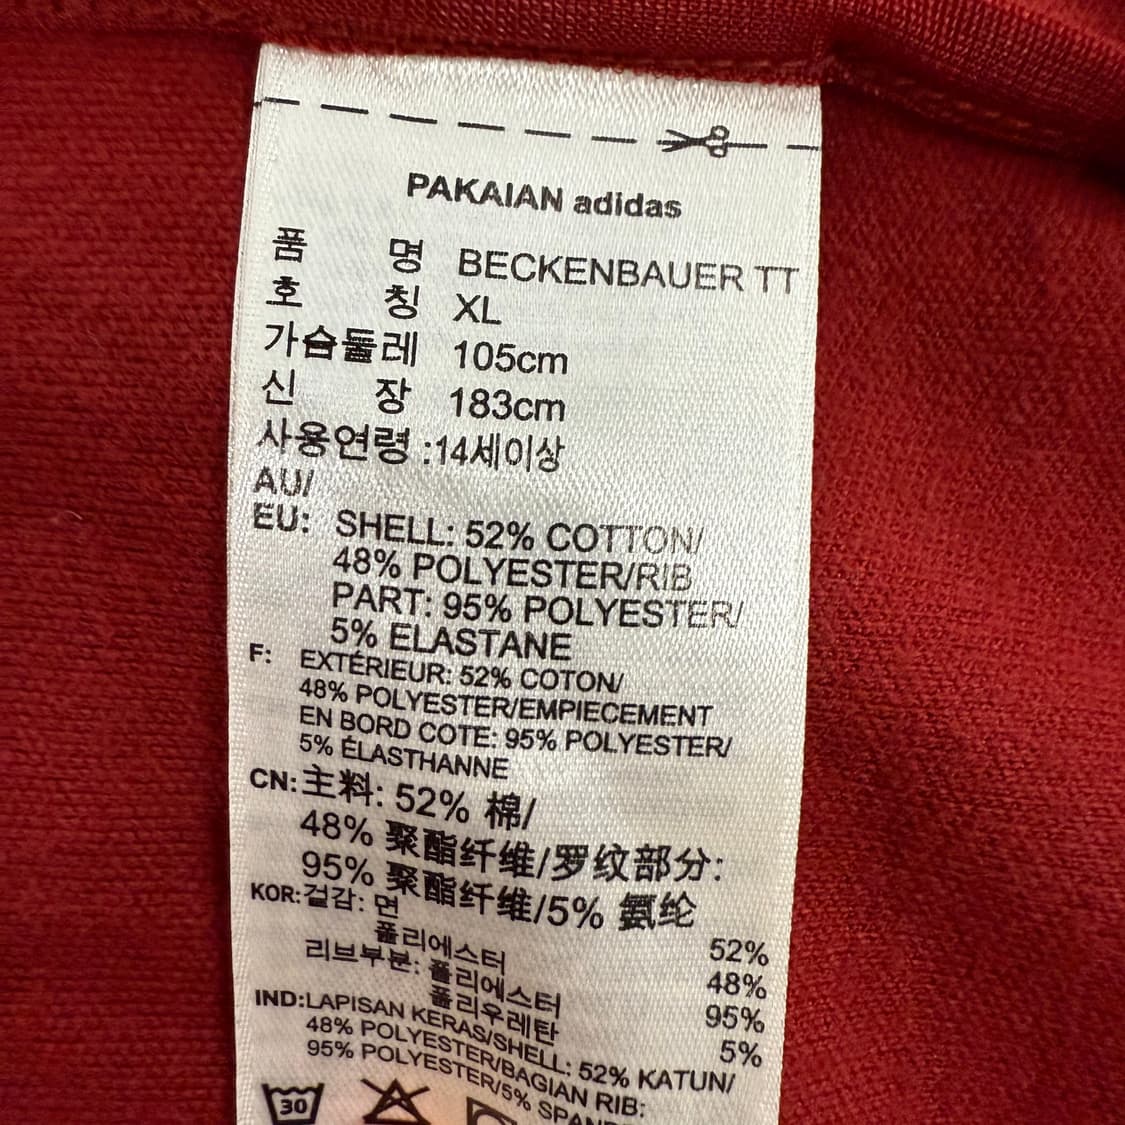 PAKAIAN adidas
품 명 BECKENBAUER TT
호 칭 XL
가슴둘레 105cm
신 장 183cm
사용연령 :14세이상
AU/
EU: SHELL: 52% COTTON/
48% POLYESTER/RIB
PART: 95% POLYESTER/
5% ELASTANE
F: EXTÉRIEUR: 52% COTON/
48% POLYESTER/EMPIECEMENT
EN BORD COTE: 95% POLYESTER/
5% ÉLASTHANNE
CN: 主料: 52% 棉/
48% 聚酯纤维/罗纹部分:
95% 聚酯纤维/5% 氨纶
KOR: 겉감: 면 52%
폴리에스터 48%
리브부분: 폴리에스터 95%
폴리우레탄 5%
IND: LAPISAN KERAS/SHELL: 52% KATUN/
48% POLYESTER/BAGIAN RIB:
95% POLYESTER/5%
30